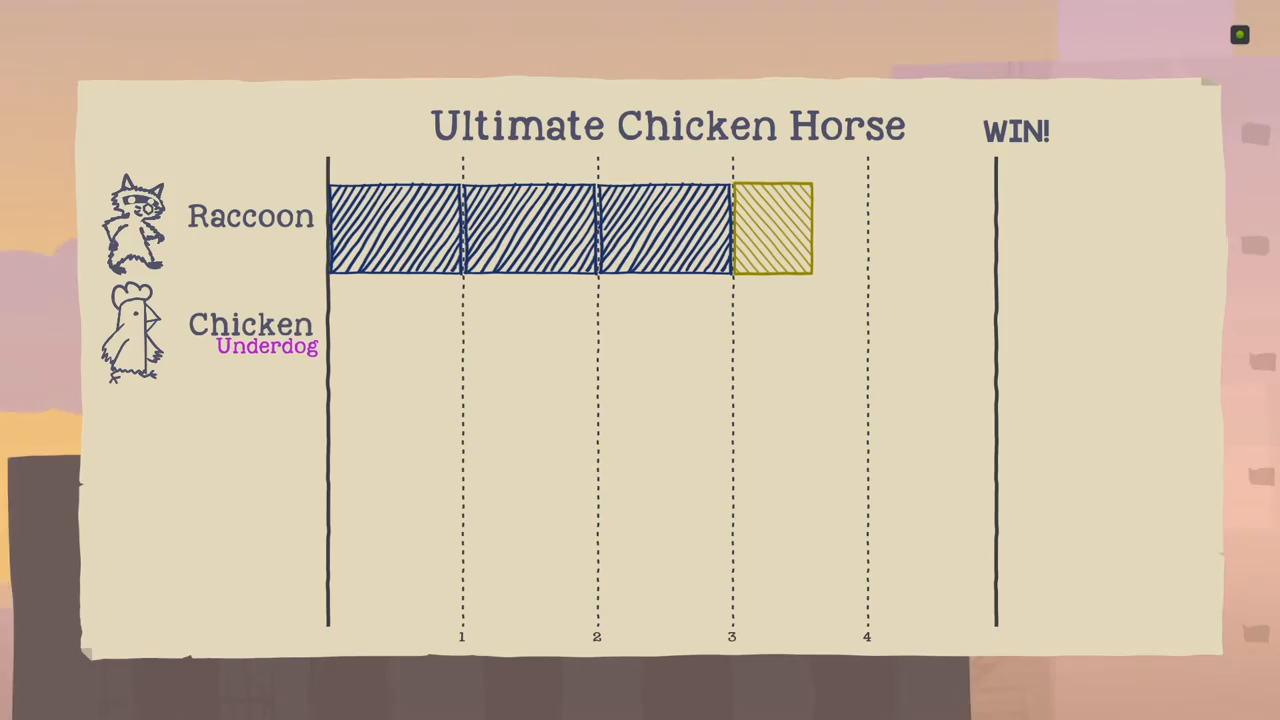 Ultimate Chicken Horse
WIN!
Raccoon
Chicken
Underdog
1 2 3 4